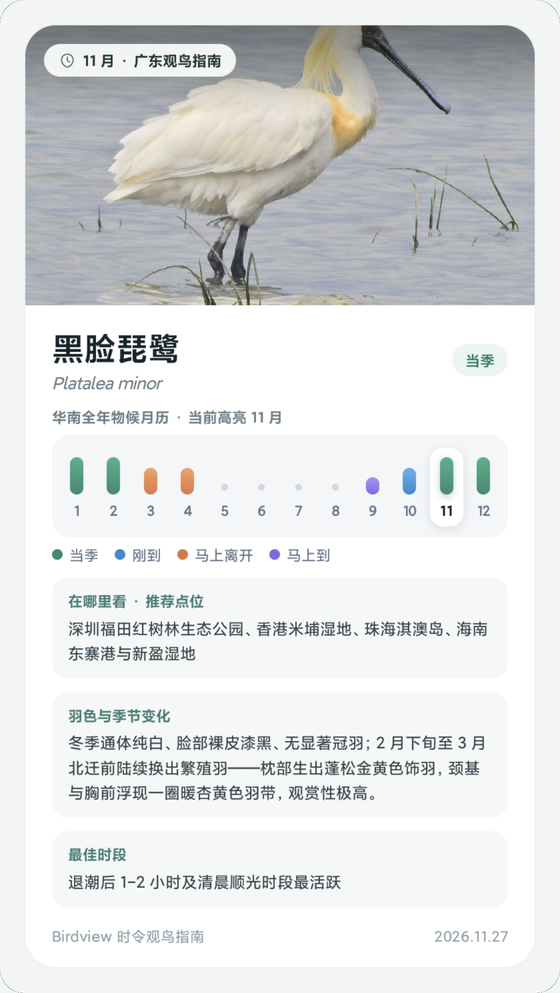 11 月 · 广东观鸟指南
黑脸琵鹭
当季
Platalea minor
华南全年物候月历 · 当前高亮 11 月
1 2 3 4 5 6 7 8 9 10 11 12
当季 刚到 马上离开 马上到
在哪里看 · 推荐点位
深圳福田红树林生态公园、香港米埔湿地、珠海淇澳岛、海南
东寨港与新盈湿地
羽色与季节变化
冬季通体纯白、脸部裸皮漆黑、无显著冠羽；2 月下旬至 3 月
北迁前陆续换出繁殖羽——枕部生出蓬松金黄色饰羽，颈基
与胸前浮现一圈暖杏黄色羽带，观赏性极高。
最佳时段
退潮后 1–2 小时及清晨顺光时段最活跃
Birdview 时令观鸟指南
2026.11.27